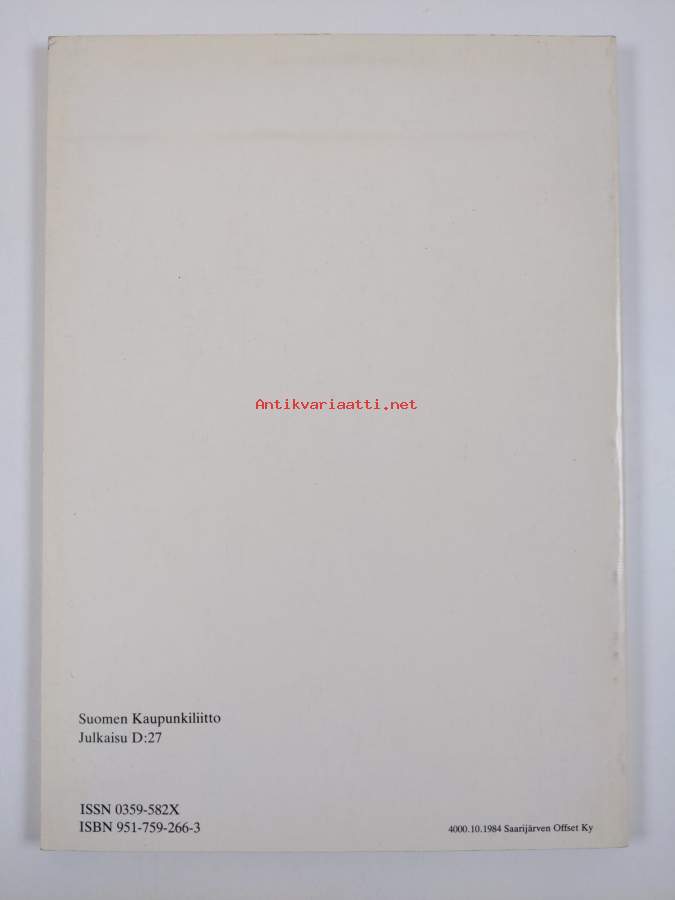 Antikvariaatti.net
Suomen Kaupunkiliitto
Julkaisu D:27
ISSN 0359-582X
ISBN 951-759-266-3
4000.10.1984 Saarijärven Offset Ky